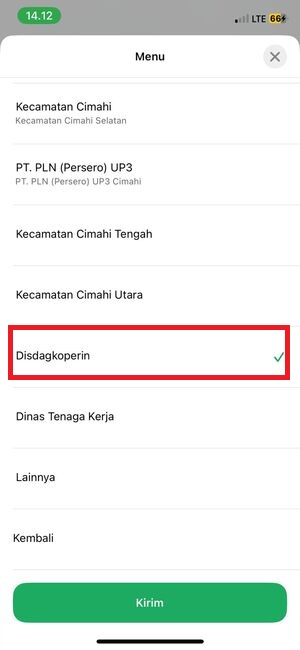 14.12
LTE 66
Menu
Kecamatan Cimahi
Kecamatan Cimahi Selatan
PT. PLN (Persero) UP3
PT. PLN (Persero) UP3 Cimahi
Kecamatan Cimahi Tengah
Kecamatan Cimahi Utara
Disdagkoperin
Dinas Tenaga Kerja
Lainnya
Kembali
Kirim